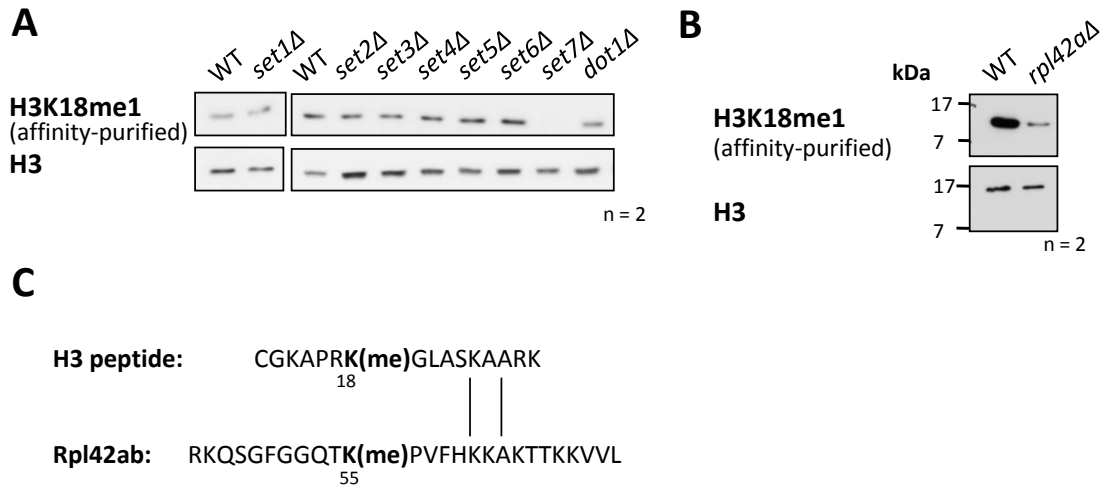 A
WT set1Δ WT set2Δ set3Δ set4Δ set5Δ set6Δ set7Δ dot1Δ
H3K18me1
(affinity-purified)
H3
n = 2
B
kDa WT rpl42aΔ
H3K18me1
(affinity-purified)
17
7
H3
17
7
n = 2
C
H3 peptide: CGKAPRK(me)GLASKAARK
18
Rpl42ab: RKQSGFGGQTK(me)PVFHKKAKTTKKVVL
55